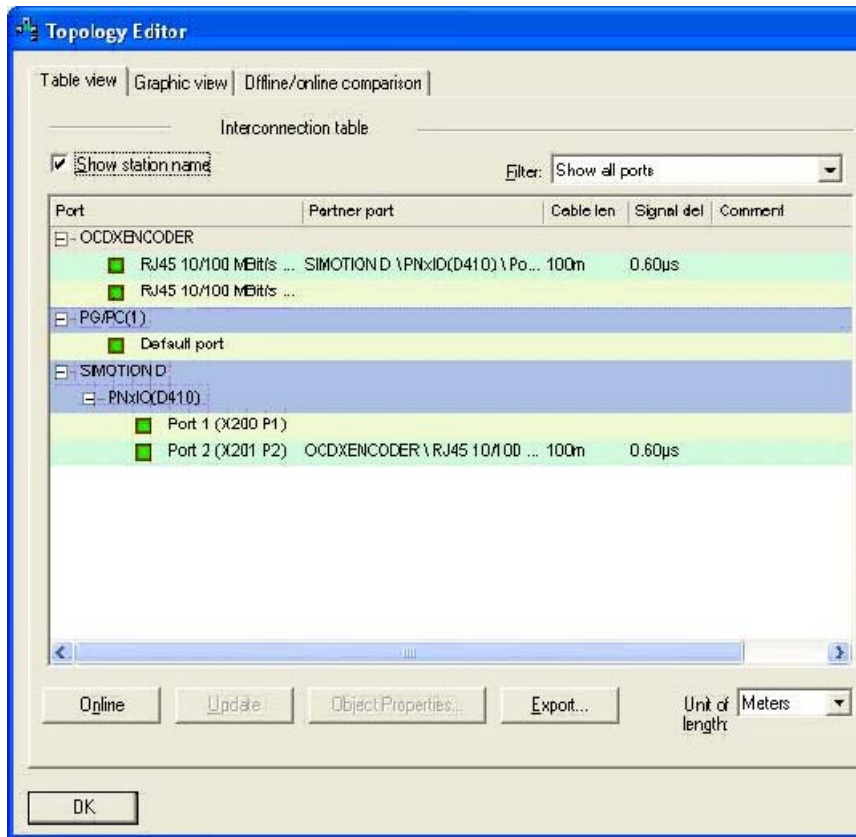 Topology Editor
Table view Graphic view Offline/online comparison
Interconnection table
Show station name
Filter: Show all ports
Port Partner port Cable len Signal del Comment
OCDXENCODER
RJ45 10/100 MBit/s ... SIMOTION D \ PNxIO(D410) \ Po... 100m 0.60µs
RJ45 10/100 MBit/s ...
PG/PC(1)
Default port
SIMOTION D
PNxIO(D410)
Port 1 (X200 P1)
Port 2 (X201 P2) OCDXENCODER \ RJ45 10/100 ... 100m 0.60µs
Online Update Object Properties... Export... Unit of Meters
length:
OK